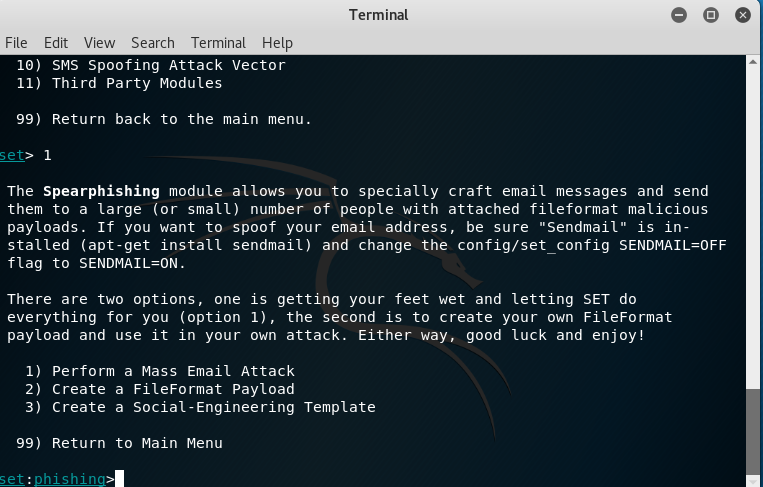 Terminal
File Edit View Search Terminal Help
10) SMS Spoofing Attack Vector
11) Third Party Modules
99) Return back to the main menu.
set> 1
The Spearphishing module allows you to specially craft email messages and send
them to a large (or small) number of people with attached fileformat malicious
payloads. If you want to spoof your email address, be sure "Sendmail" is in-
stalled (apt-get install sendmail) and change the config/set_config SENDMAIL=OFF
flag to SENDMAIL=ON.
There are two options, one is getting your feet wet and letting SET do
everything for you (option 1), the second is to create your own FileFormat
payload and use it in your own attack. Either way, good luck and enjoy!
1) Perform a Mass Email Attack
2) Create a FileFormat Payload
3) Create a Social-Engineering Template
99) Return to Main Menu
set:phishing>